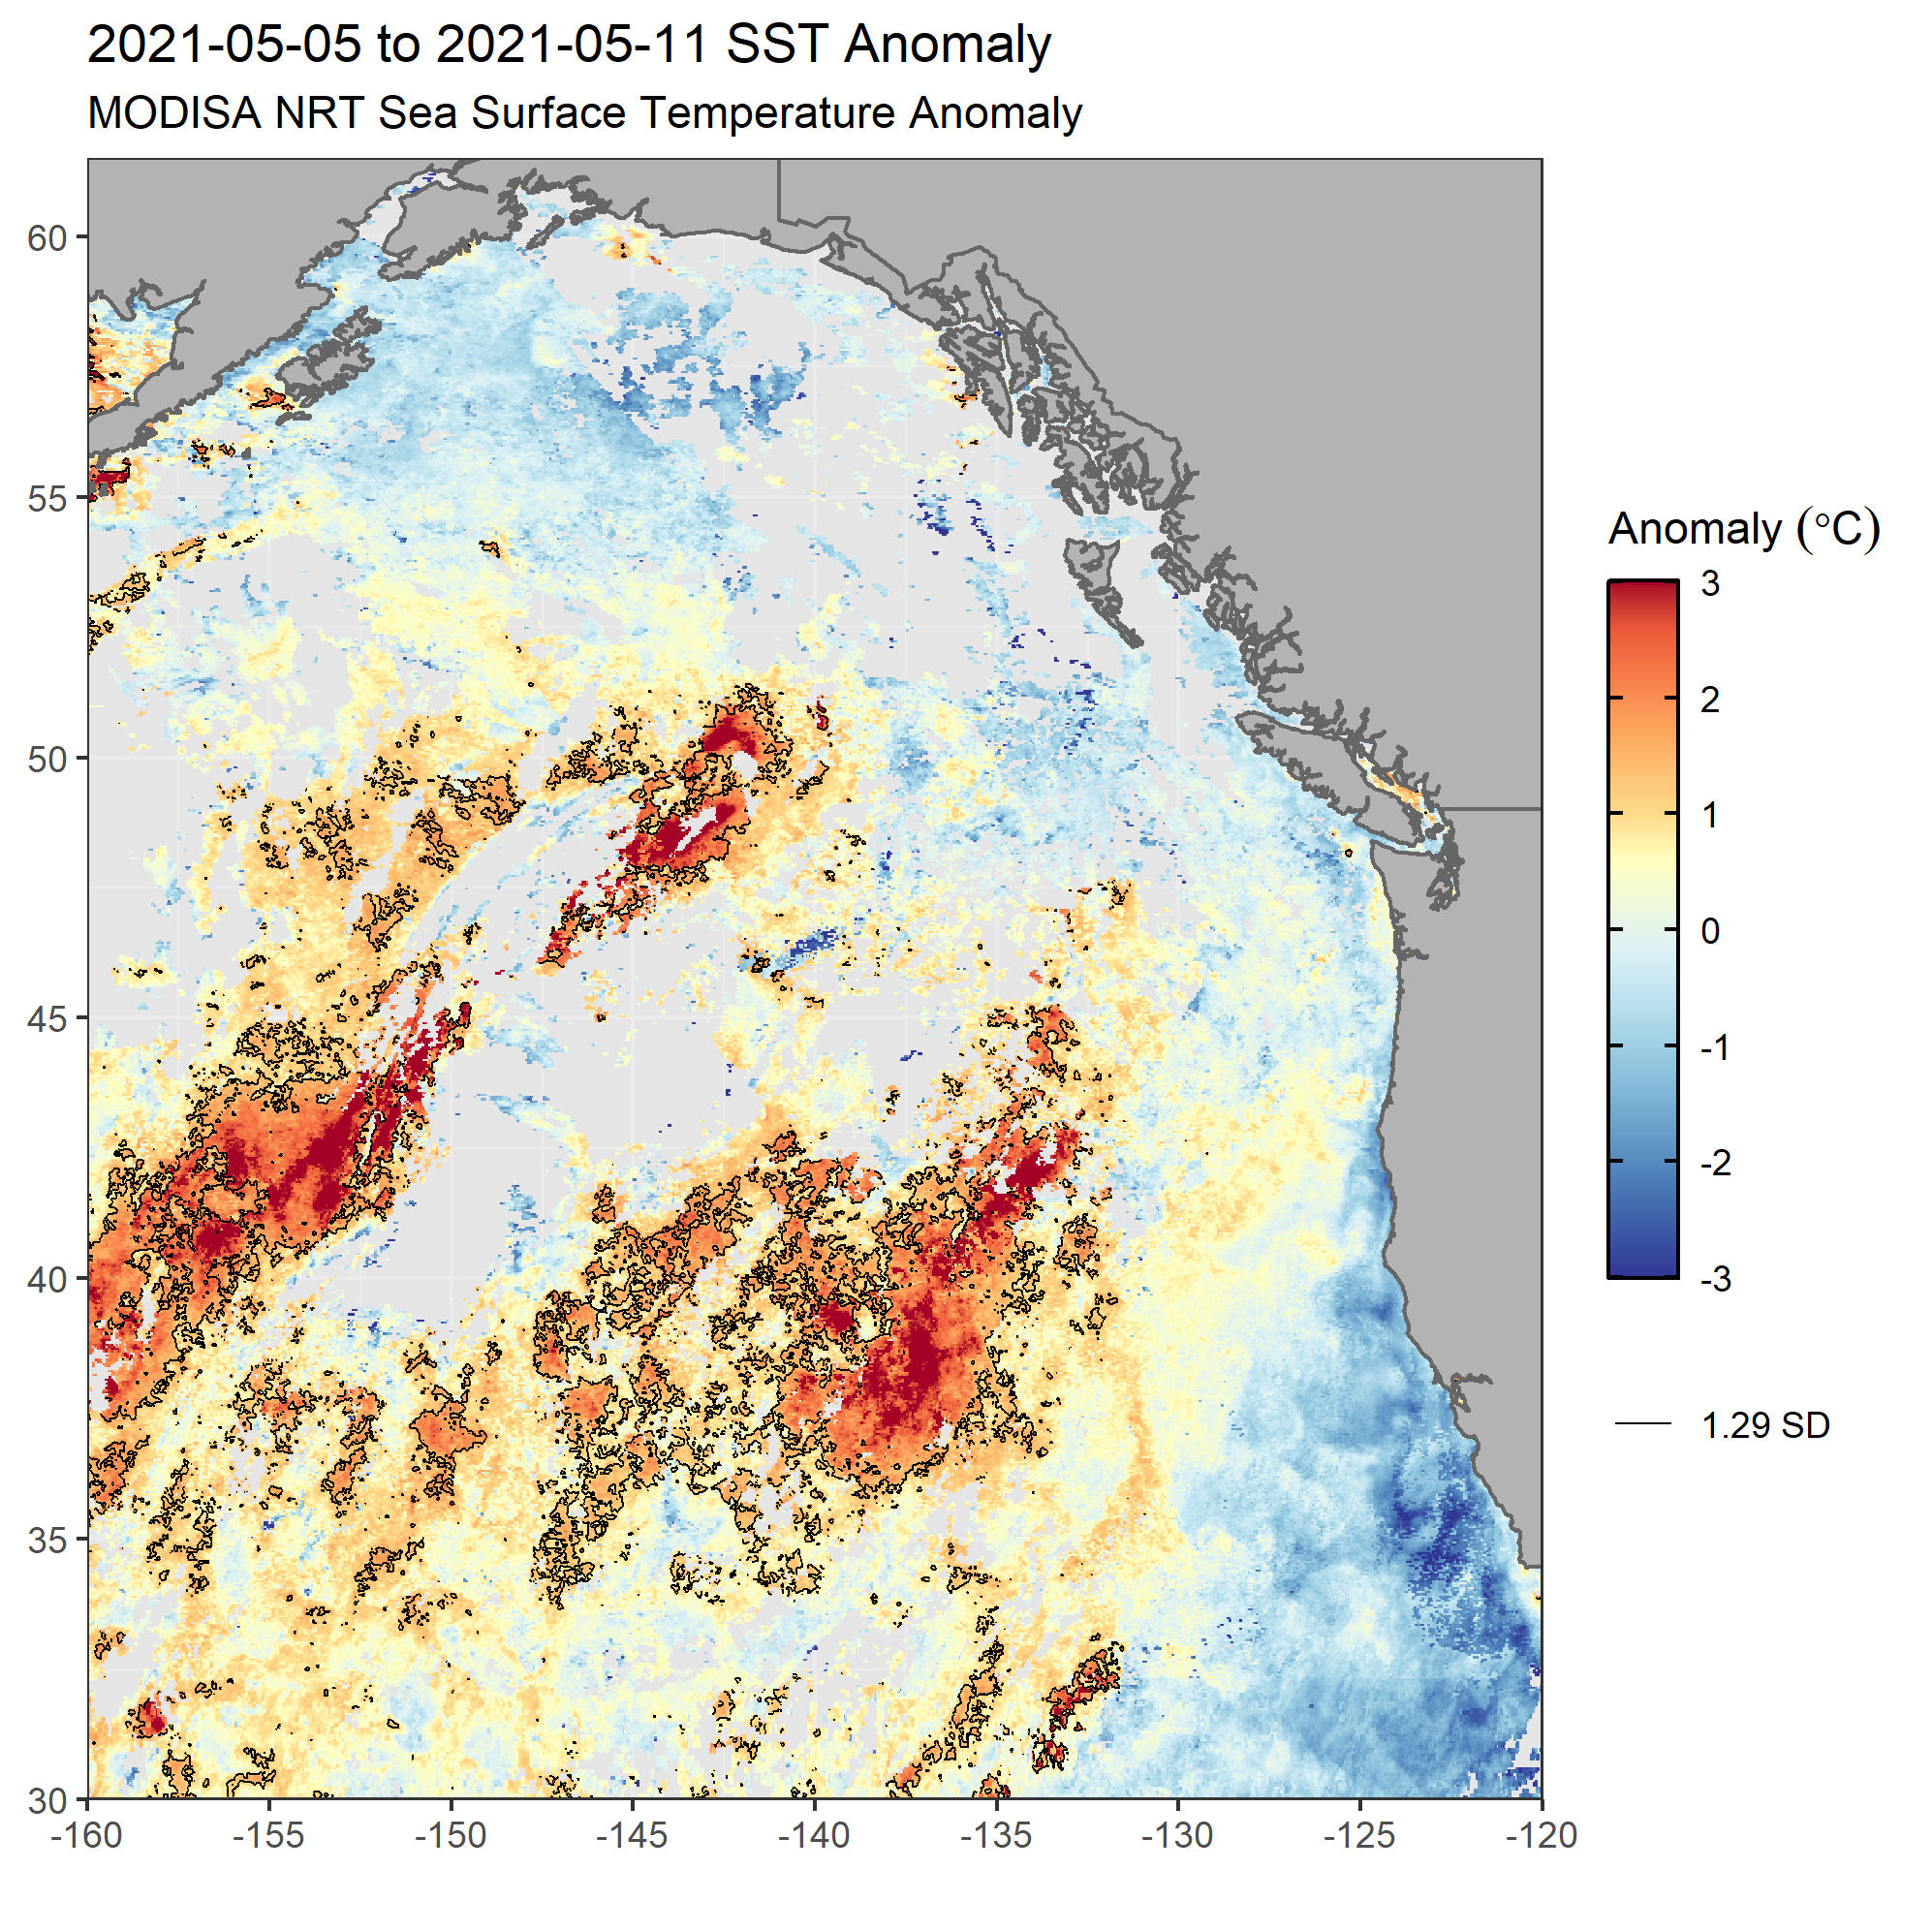 2021-05-05 to 2021-05-11 SST Anomaly
MODISA NRT Sea Surface Temperature Anomaly
60
55
50
45
40
35
30
-160 -155 -150 -145 -140 -135 -130 -125 -120
Anomaly (°C)
3
2
1
0
-1
-2
-3
1.29 SD